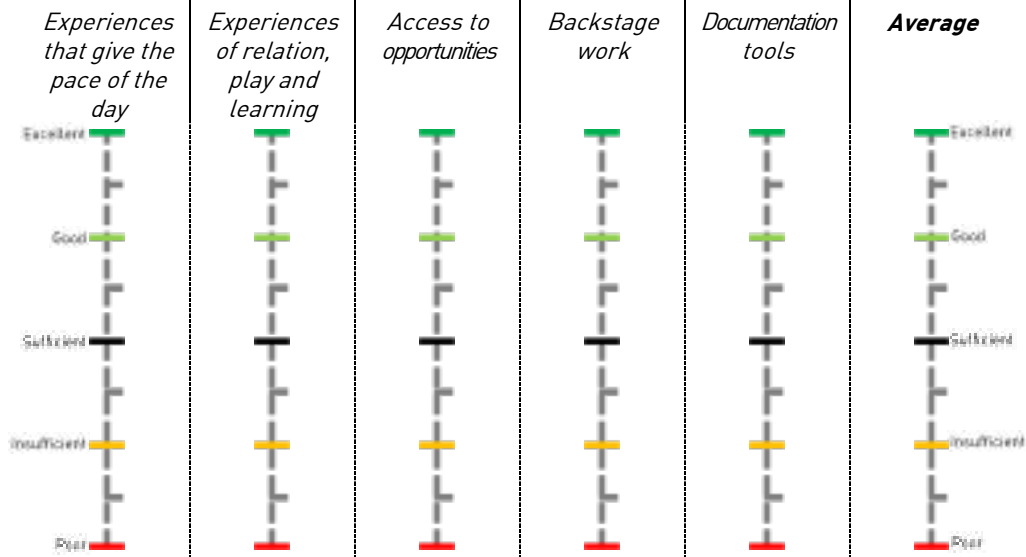 Experiences
that give the
pace of the
day
Experiences
of relation,
play and
learning
Access to
opportunities
Backstage
work
Documentation
tools
Average
Excellent
Excellent
Good
Good
Sufficient
Sufficient
Insufficient
Insufficient
Poor
Poor